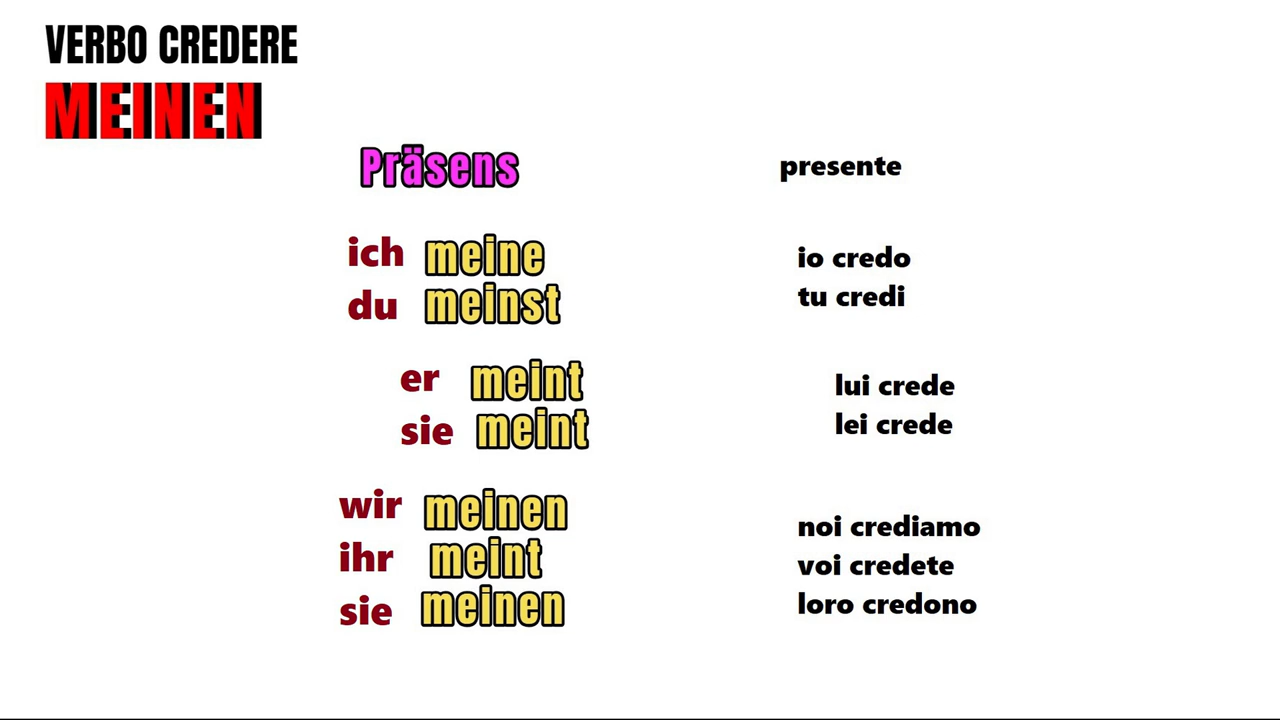 VERBO CREDERE
MEINEN
Präsens
presente
ich meine
du meinst
er meint
sie meint
wir meinen
ihr meint
sie meinen
io credo
tu credi
lui crede
lei crede
noi crediamo
voi credete
loro credono